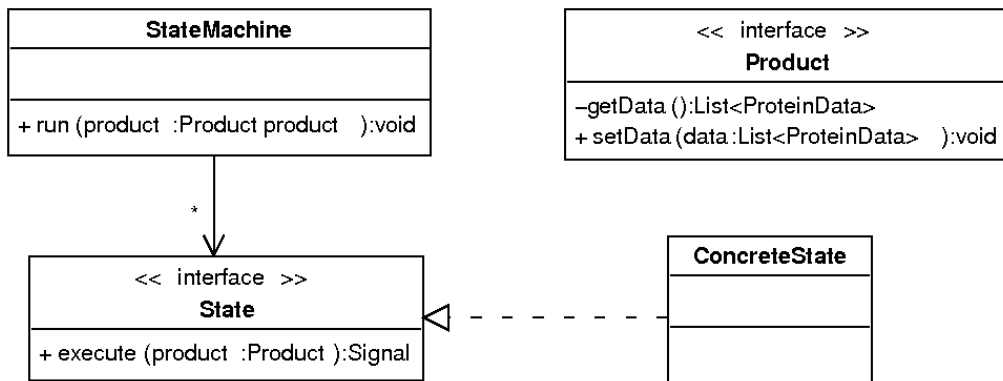 StateMachine
+ run (product :Product product ):void
<< interface >>
Product
–getData ():List<ProteinData>
+ setData (data:List<ProteinData> ):void
*
<< interface >>
State
+ execute (product :Product ):Signal
ConcreteState